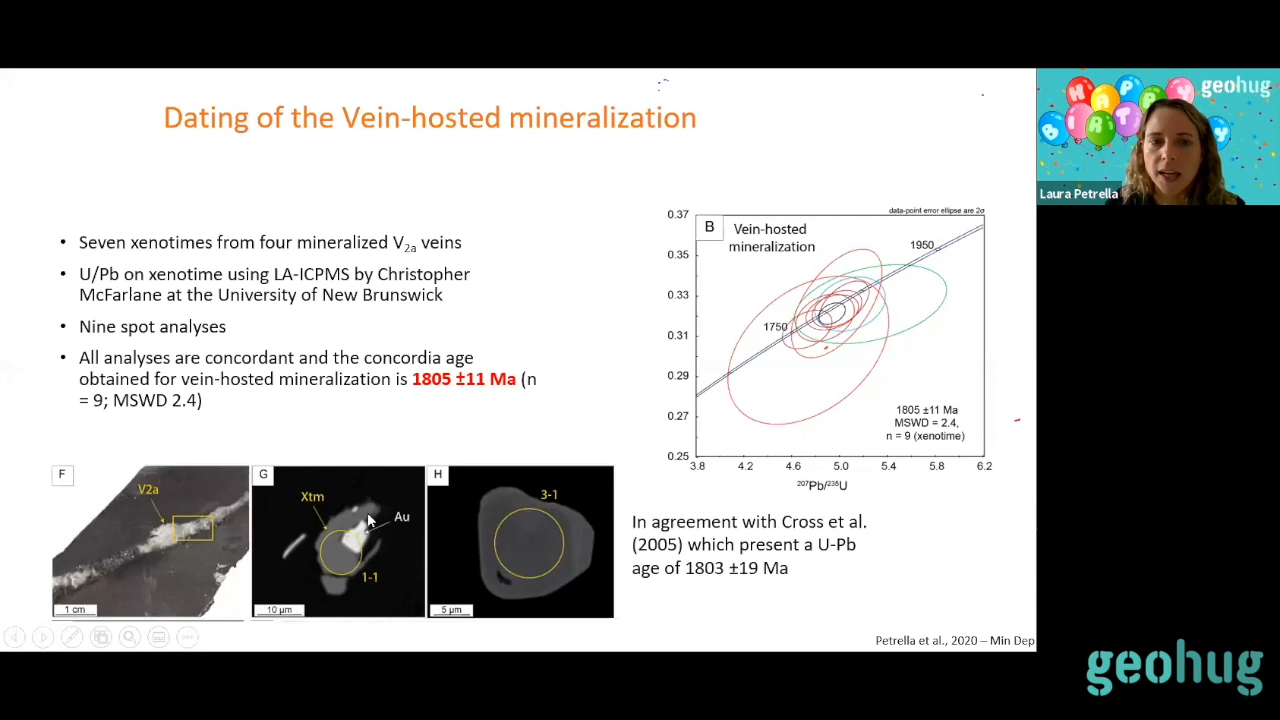 Dating of the Vein-hosted mineralization
• Seven xenotimes from four mineralized V2a veins
• U/Pb on xenotime using LA-ICPMS by Christopher
McFarlane at the University of New Brunswick
• Nine spot analyses
• All analyses are concordant and the concordia age
obtained for vein-hosted mineralization is 1805 ±11 Ma (n
= 9; MSWD 2.4)
data-point error ellipse are 2σ
B
Vein-hosted
mineralization
1950
1750
0.37
0.35
0.33
0.31
0.29
0.27
0.25
1805 ±11 Ma
MSWD = 2.4,
n = 9 (xenotime)
3.8 4.2 4.6 5.0 5.4 5.8 6.2
207Pb/235U
F
V2a
1 cm
G
Xtm
Au
1-1
10 µm
H
3-1
5 µm
In agreement with Cross et al.
(2005) which present a U-Pb
age of 1803 ±19 Ma
Petrella et al., 2020 – Min Dep
HAPPY
BIRTY
geohug
Laura Petrella
geohug